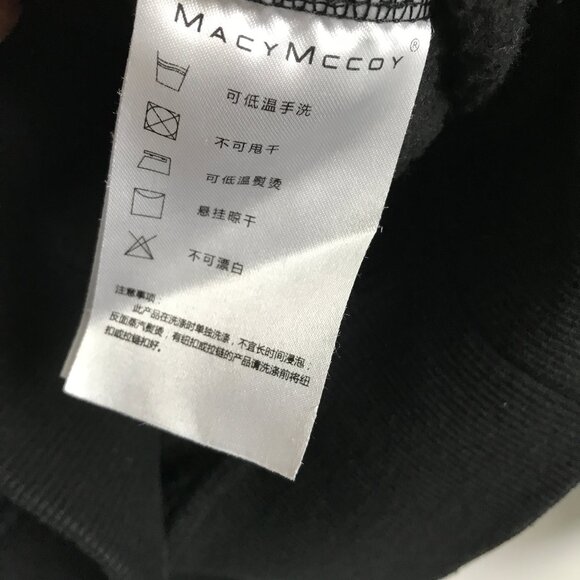 MACYMCCOY®
可低温手洗
不可甩干
可低温熨烫
悬挂晾干
不可漂白
注意事项：
此产品在洗涤时单独洗涤，不宜长时间浸泡；
反面蒸汽熨烫；有纽扣或拉链的产品请洗涤前将纽
扣或拉链扣好。